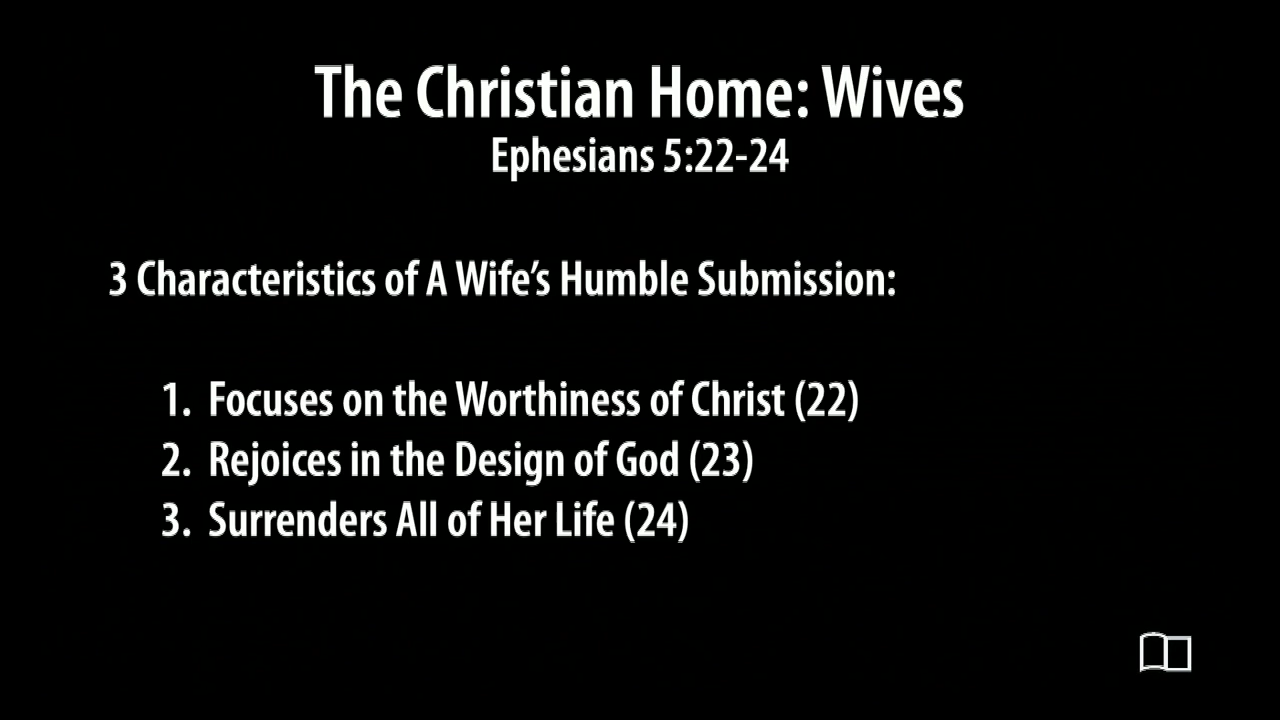 The Christian Home: Wives
Ephesians 5:22-24
3 Characteristics of A Wife’s Humble Submission:
1. Focuses on the Worthiness of Christ (22)
2. Rejoices in the Design of God (23)
3. Surrenders All of Her Life (24)